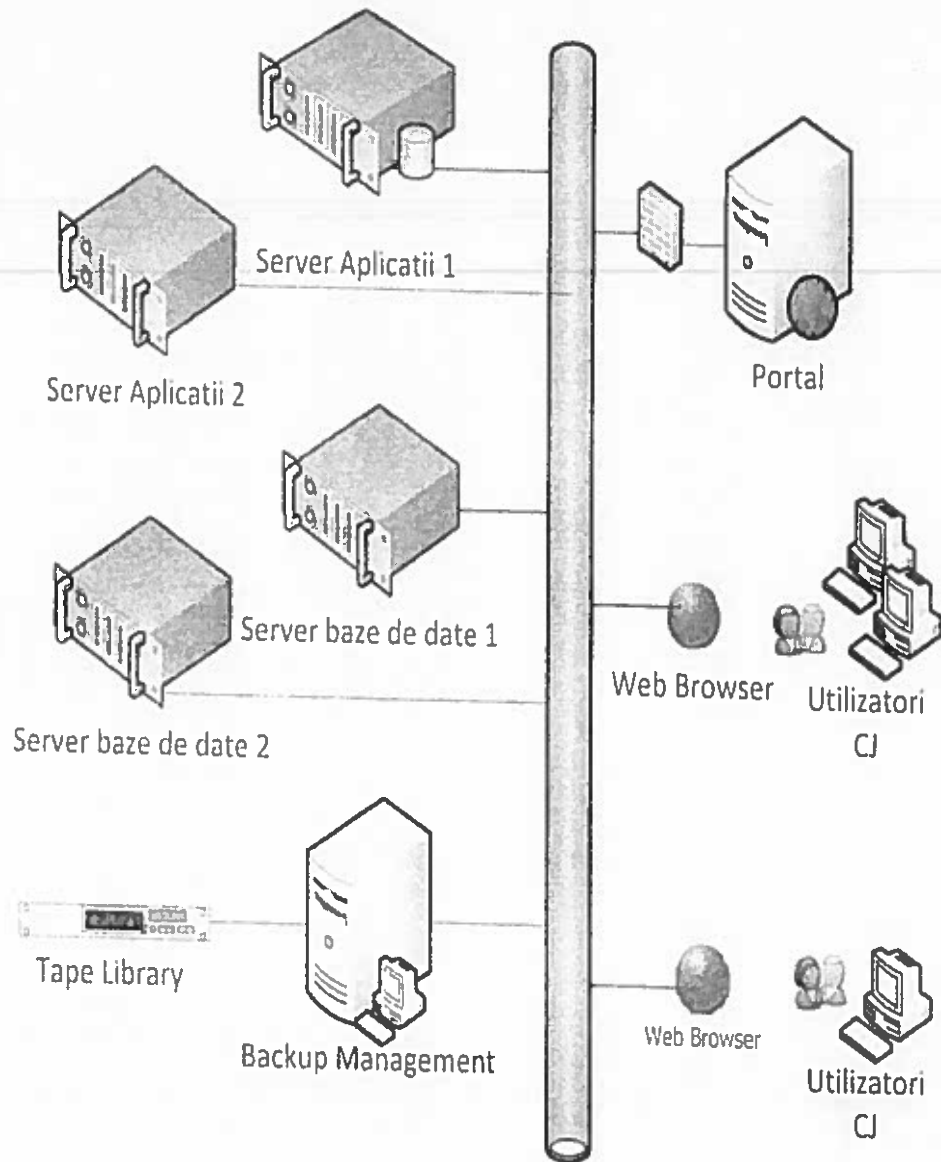 Server Aplicatii 1
Server Aplicatii 2
Portal
Server baze de date 1
Server baze de date 2
Web Browser
Utilizatori
CJ
Tape Library
Backup Management
Web Browser
Utilizatori
CJ